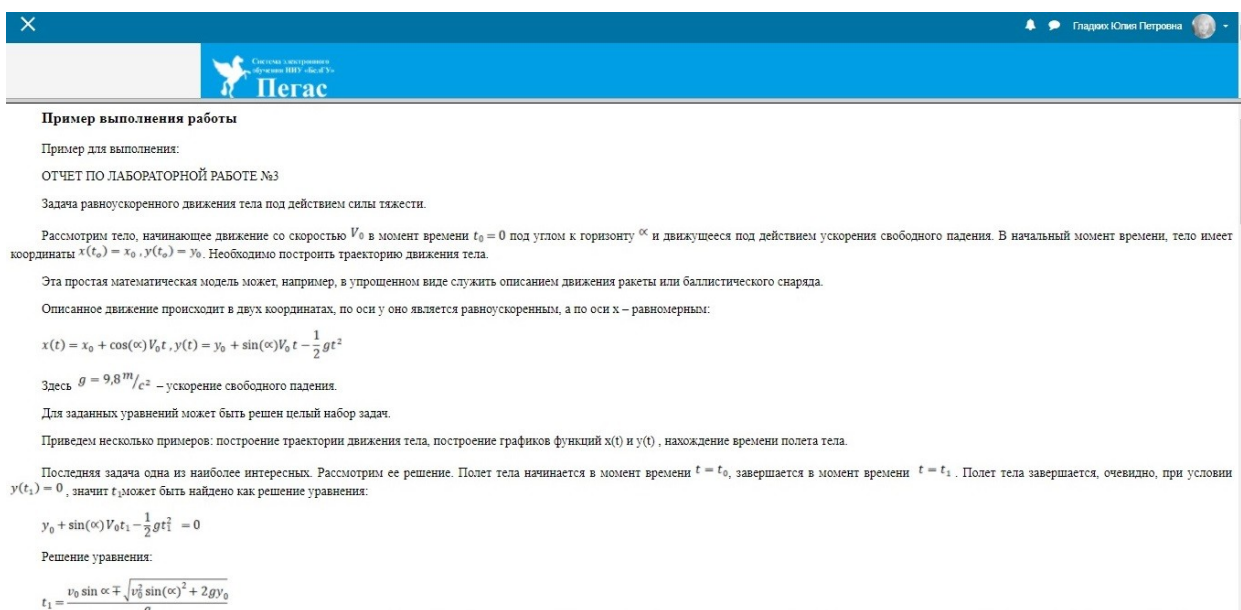 Гладких Юлия Петровна
Система электронного
обучения НИУ «БелГУ»
Пегас
Пример выполнения работы
Пример для выполнения:
ОТЧЕТ ПО ЛАБОРАТОРНОЙ РАБОТЕ №3
Задача равноускоренного движения тела под действием силы тяжести.
Рассмотрим тело, начинающее движение со скоростью V₀ в момент времени t₀ = 0 под углом к горизонту ∝ и движущееся под действием ускорения свободного падения. В начальный момент времени, тело имеет
координаты x(tₒ) = x₀ , y(tₒ) = y₀. Необходимо построить траекторию движения тела.
Эта простая математическая модель может, например, в упрощенном виде служить описанием движения ракеты или баллистического снаряда.
Описанное движение происходит в двух координатах, по оси y оно является равноускоренным, а по оси x – равномерным:
x(t) = x₀ + cos(∝)V₀t , y(t) = y₀ + sin(∝)V₀ t − 1/2 gt²
Здесь g = 9,8 m/c² – ускорение свободного падения.
Для заданных уравнений может быть решен целый набор задач.
Приведем несколько примеров: построение траектории движения тела, построение графиков функций x(t) и y(t) , нахождение времени полета тела.
Последняя задача одна из наиболее интересных. Рассмотрим ее решение. Полет тела начинается в момент времени t = t₀, завершается в момент времени t = t₁ . Полет тела завершается, очевидно, при условии
y(t₁) = 0 , значит t₁может быть найдено как решение уравнения:
y₀ + sin(∝)V₀t₁ − 1/2 gt₁² = 0
Решение уравнения:
t₁ = v₀ sin ∝ ∓ √(v₀² sin(∝)² + 2gy₀)